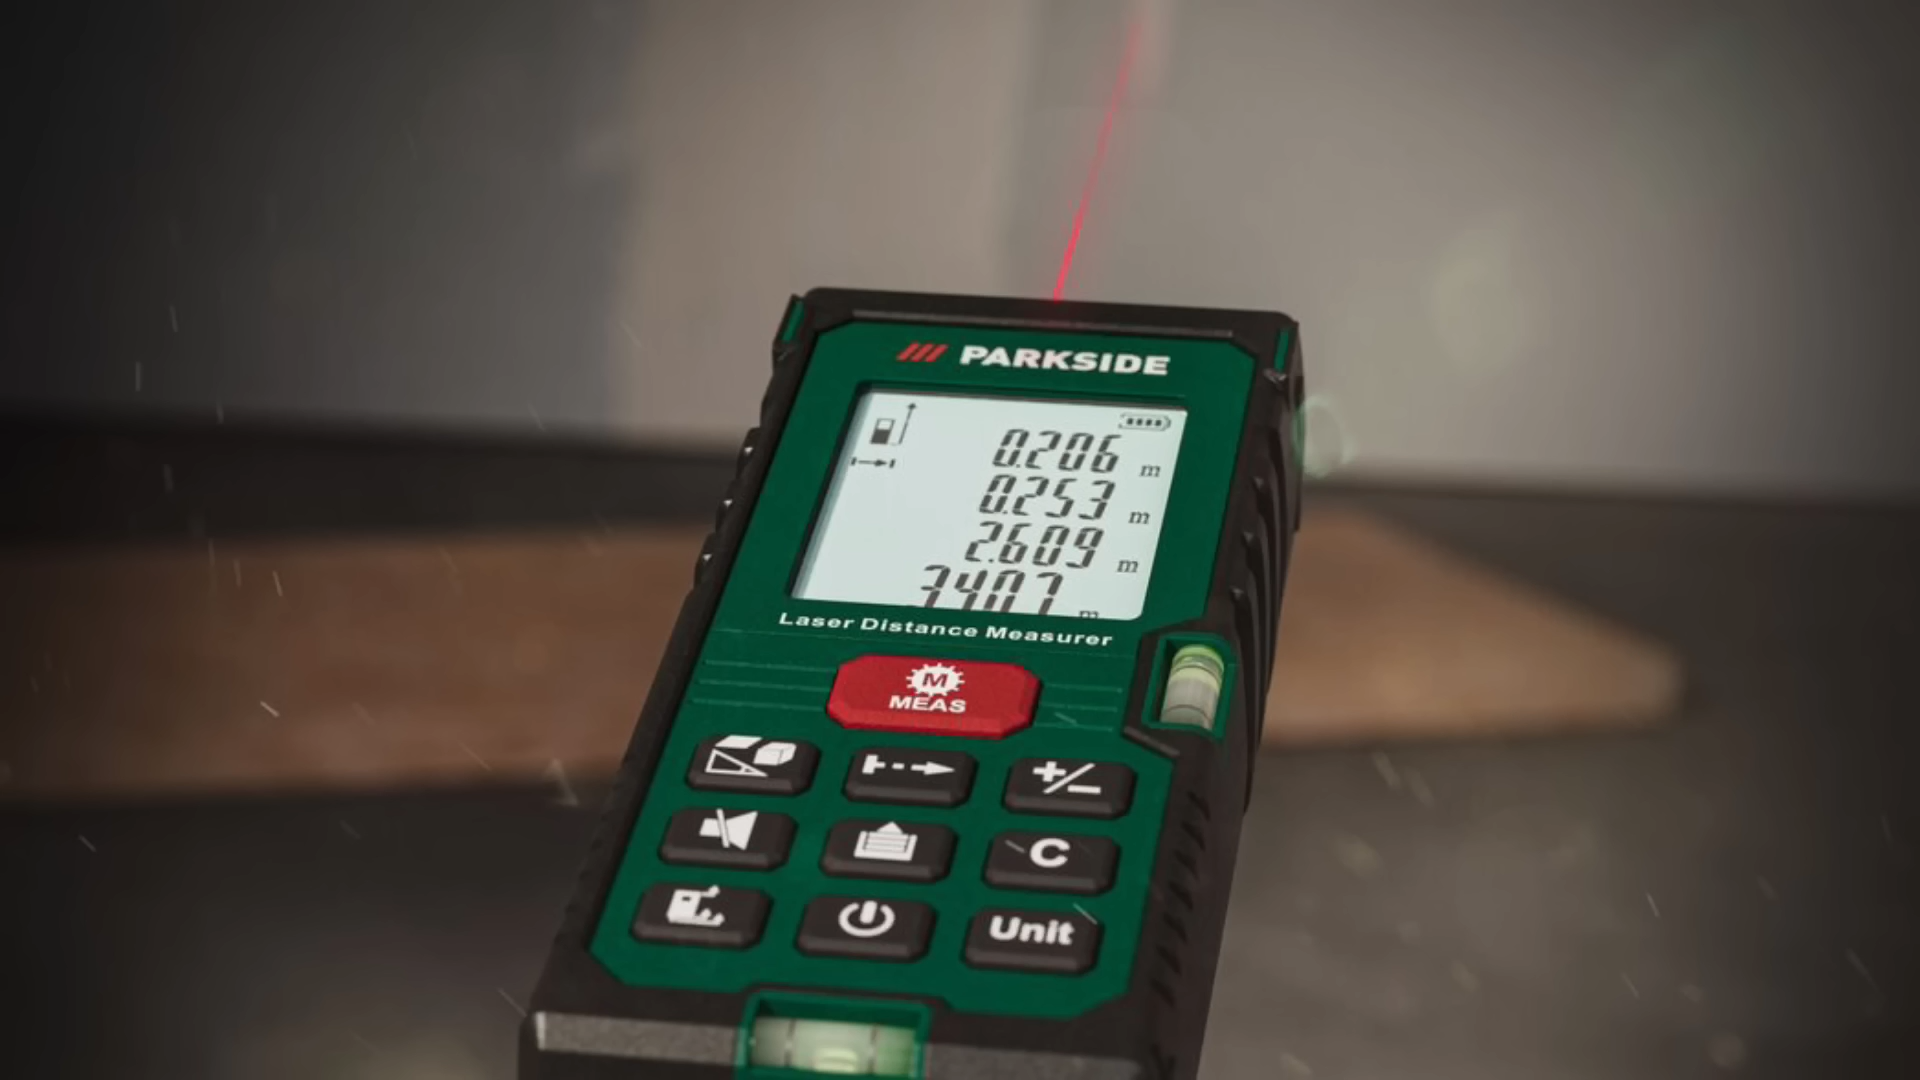 PARKSIDE
0.206 m
0.253 m
2.609 m
m
Laser Distance Measurer
M
MEAS
+/-
C
Unit